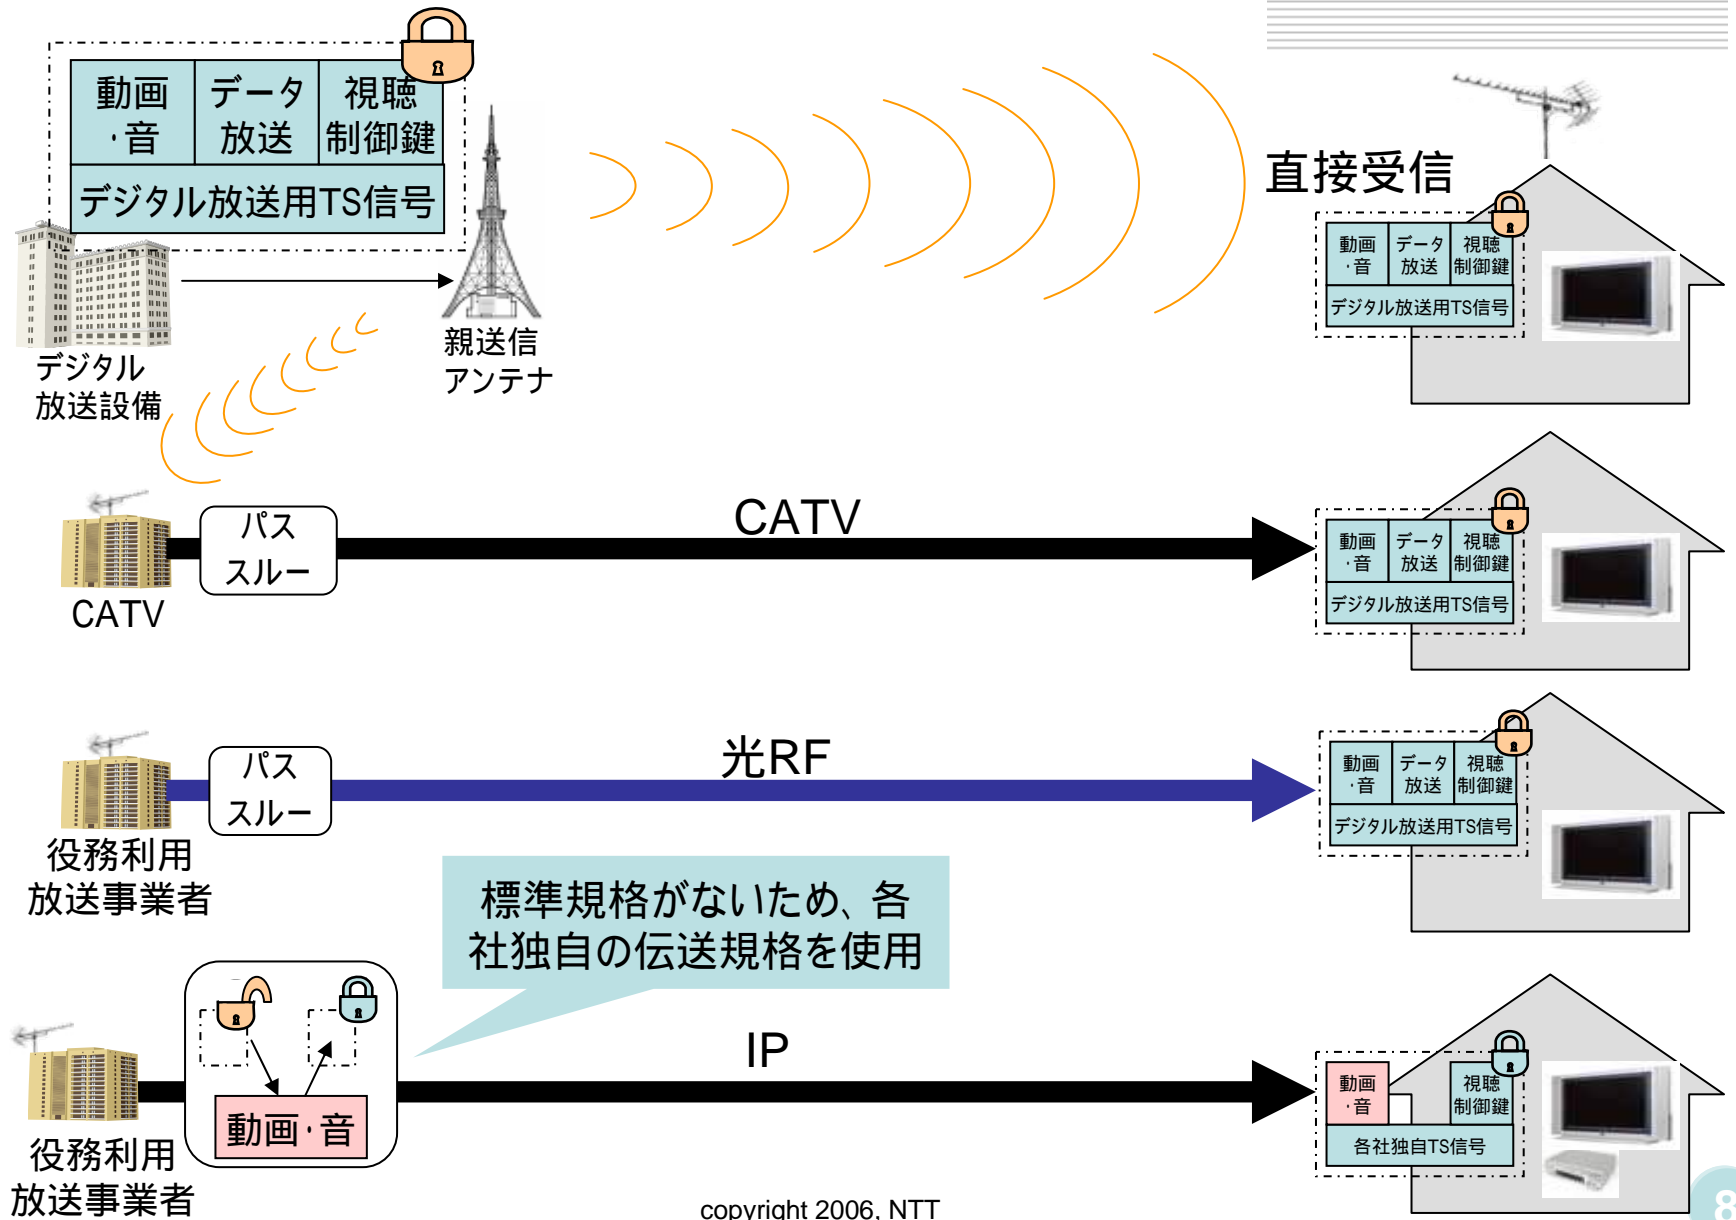 動画
・音
データ
放送
視聴
制御鍵
デジタル放送用TS信号
デジタル
放送設備
親送信
アンテナ
直接受信
動画
・音
データ
放送
視聴
制御鍵
デジタル放送用TS信号
CATV
パス
スルー
CATV
動画
・音
データ
放送
視聴
制御鍵
デジタル放送用TS信号
役務利用
放送事業者
パス
スルー
光RF
動画
・音
データ
放送
視聴
制御鍵
デジタル放送用TS信号
標準規格がないため、各
社独自の伝送規格を使用
役務利用
放送事業者
動画・音
IP
動画
・音
視聴
制御鍵
各社独自TS信号
copyright 2006, NTT
8